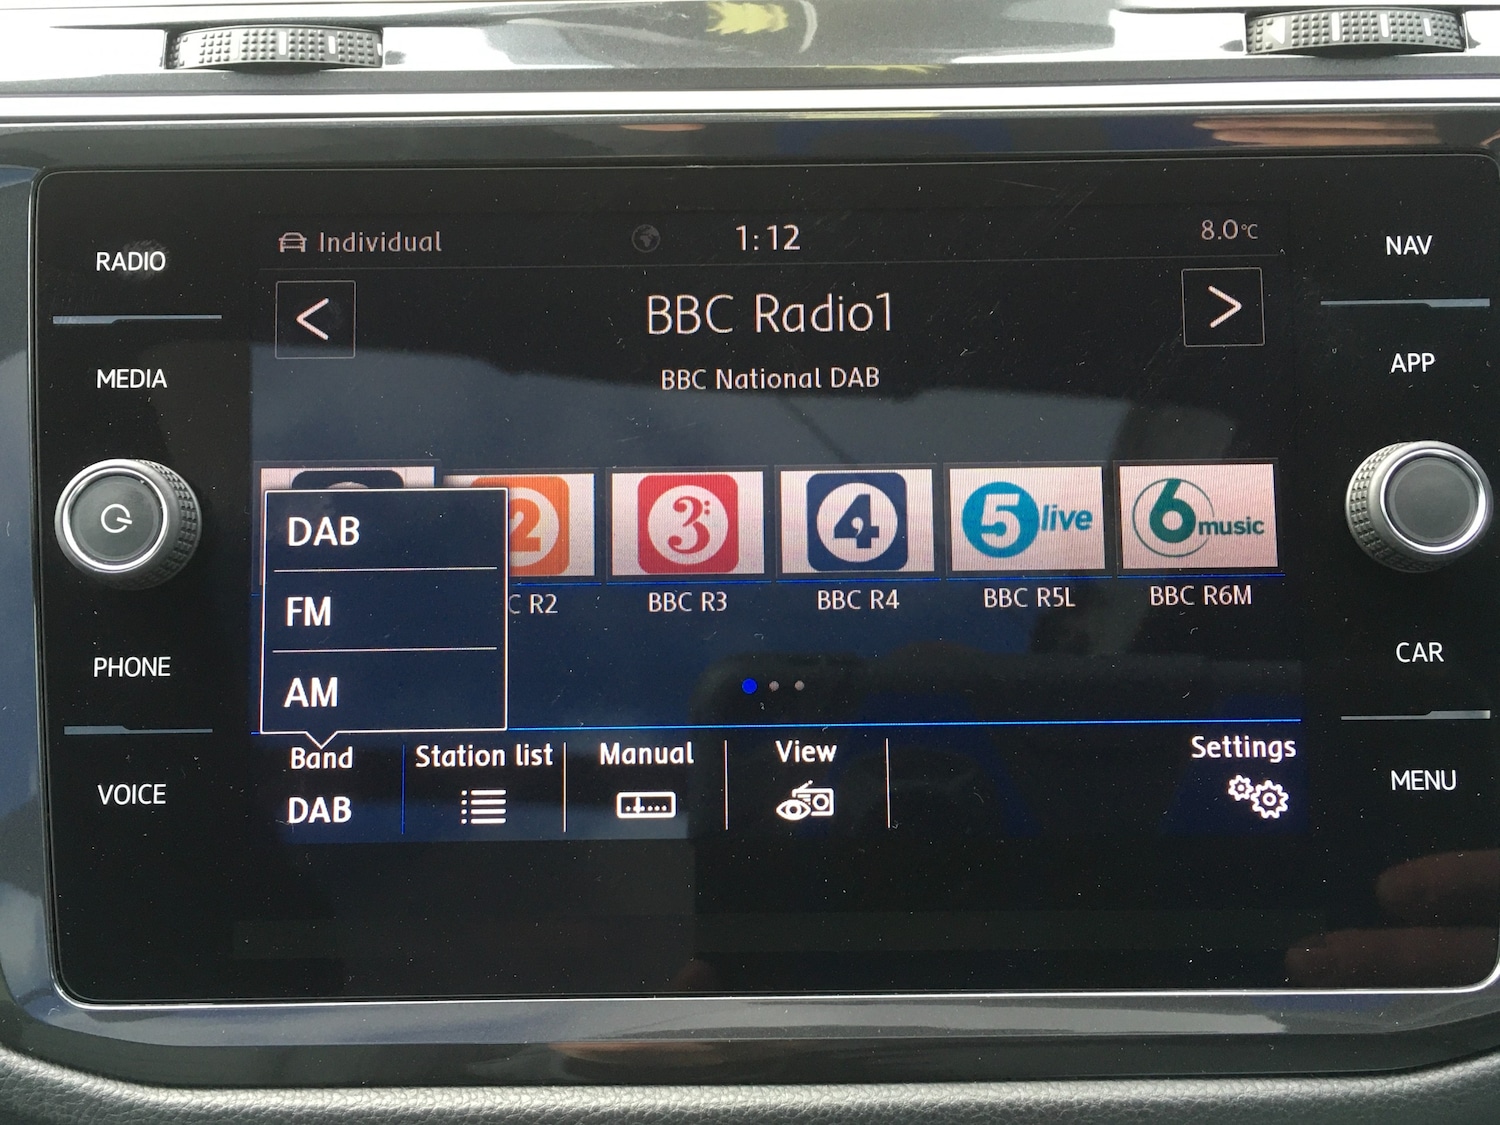 RADIO
MEDIA
PHONE
VOICE
Individual
1:12
8.0°C
<
BBC Radio1
>
BBC National DAB
2
3
4
5 live
6 music
C R2
BBC R3
BBC R4
BBC R5L
BBC R6M
DAB
FM
AM
Band
DAB
Station list
Manual
View
Settings
NAV
APP
CAR
MENU